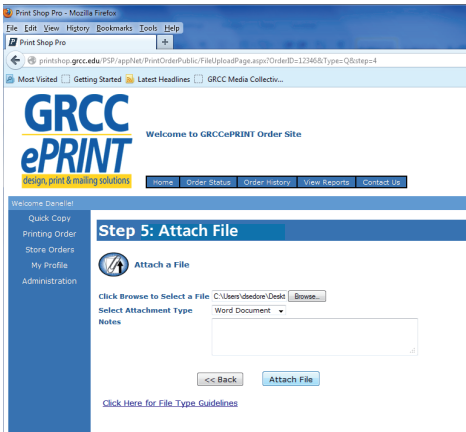 Print Shop Pro - Mozilla Firefox
File Edit View History Bookmarks Tools Help
Print Shop Pro +
printshop.grcc.edu/PSP/appNet/PrintOrderPublic/FileUploadPage.aspx?OrderID=12346&Type=Q&step=4
Most Visited Getting Started Latest Headlines GRCC Media Collectiv...
GRCC
ePRINT
design, print & mailing solutions
Welcome to GRCCePRINT Order Site
Home Order Status Order History View Reports Contact Us
Welcome Danelle!
Quick Copy
Printing Order
Store Orders
My Profile
Administration
Step 5: Attach File
Attach a File
Click Browse to Select a File C:\Users\dsedore\Deskt Browse...
Select Attachment Type Word Document
Notes
<< Back Attach File
Click Here for File Type Guidelines